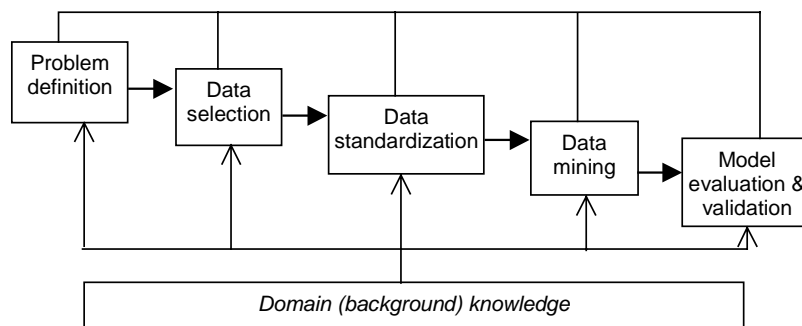 Problem
definition
Data
selection
Data
standardization
Data
mining
Model
evaluation &
validation
Domain (background) knowledge